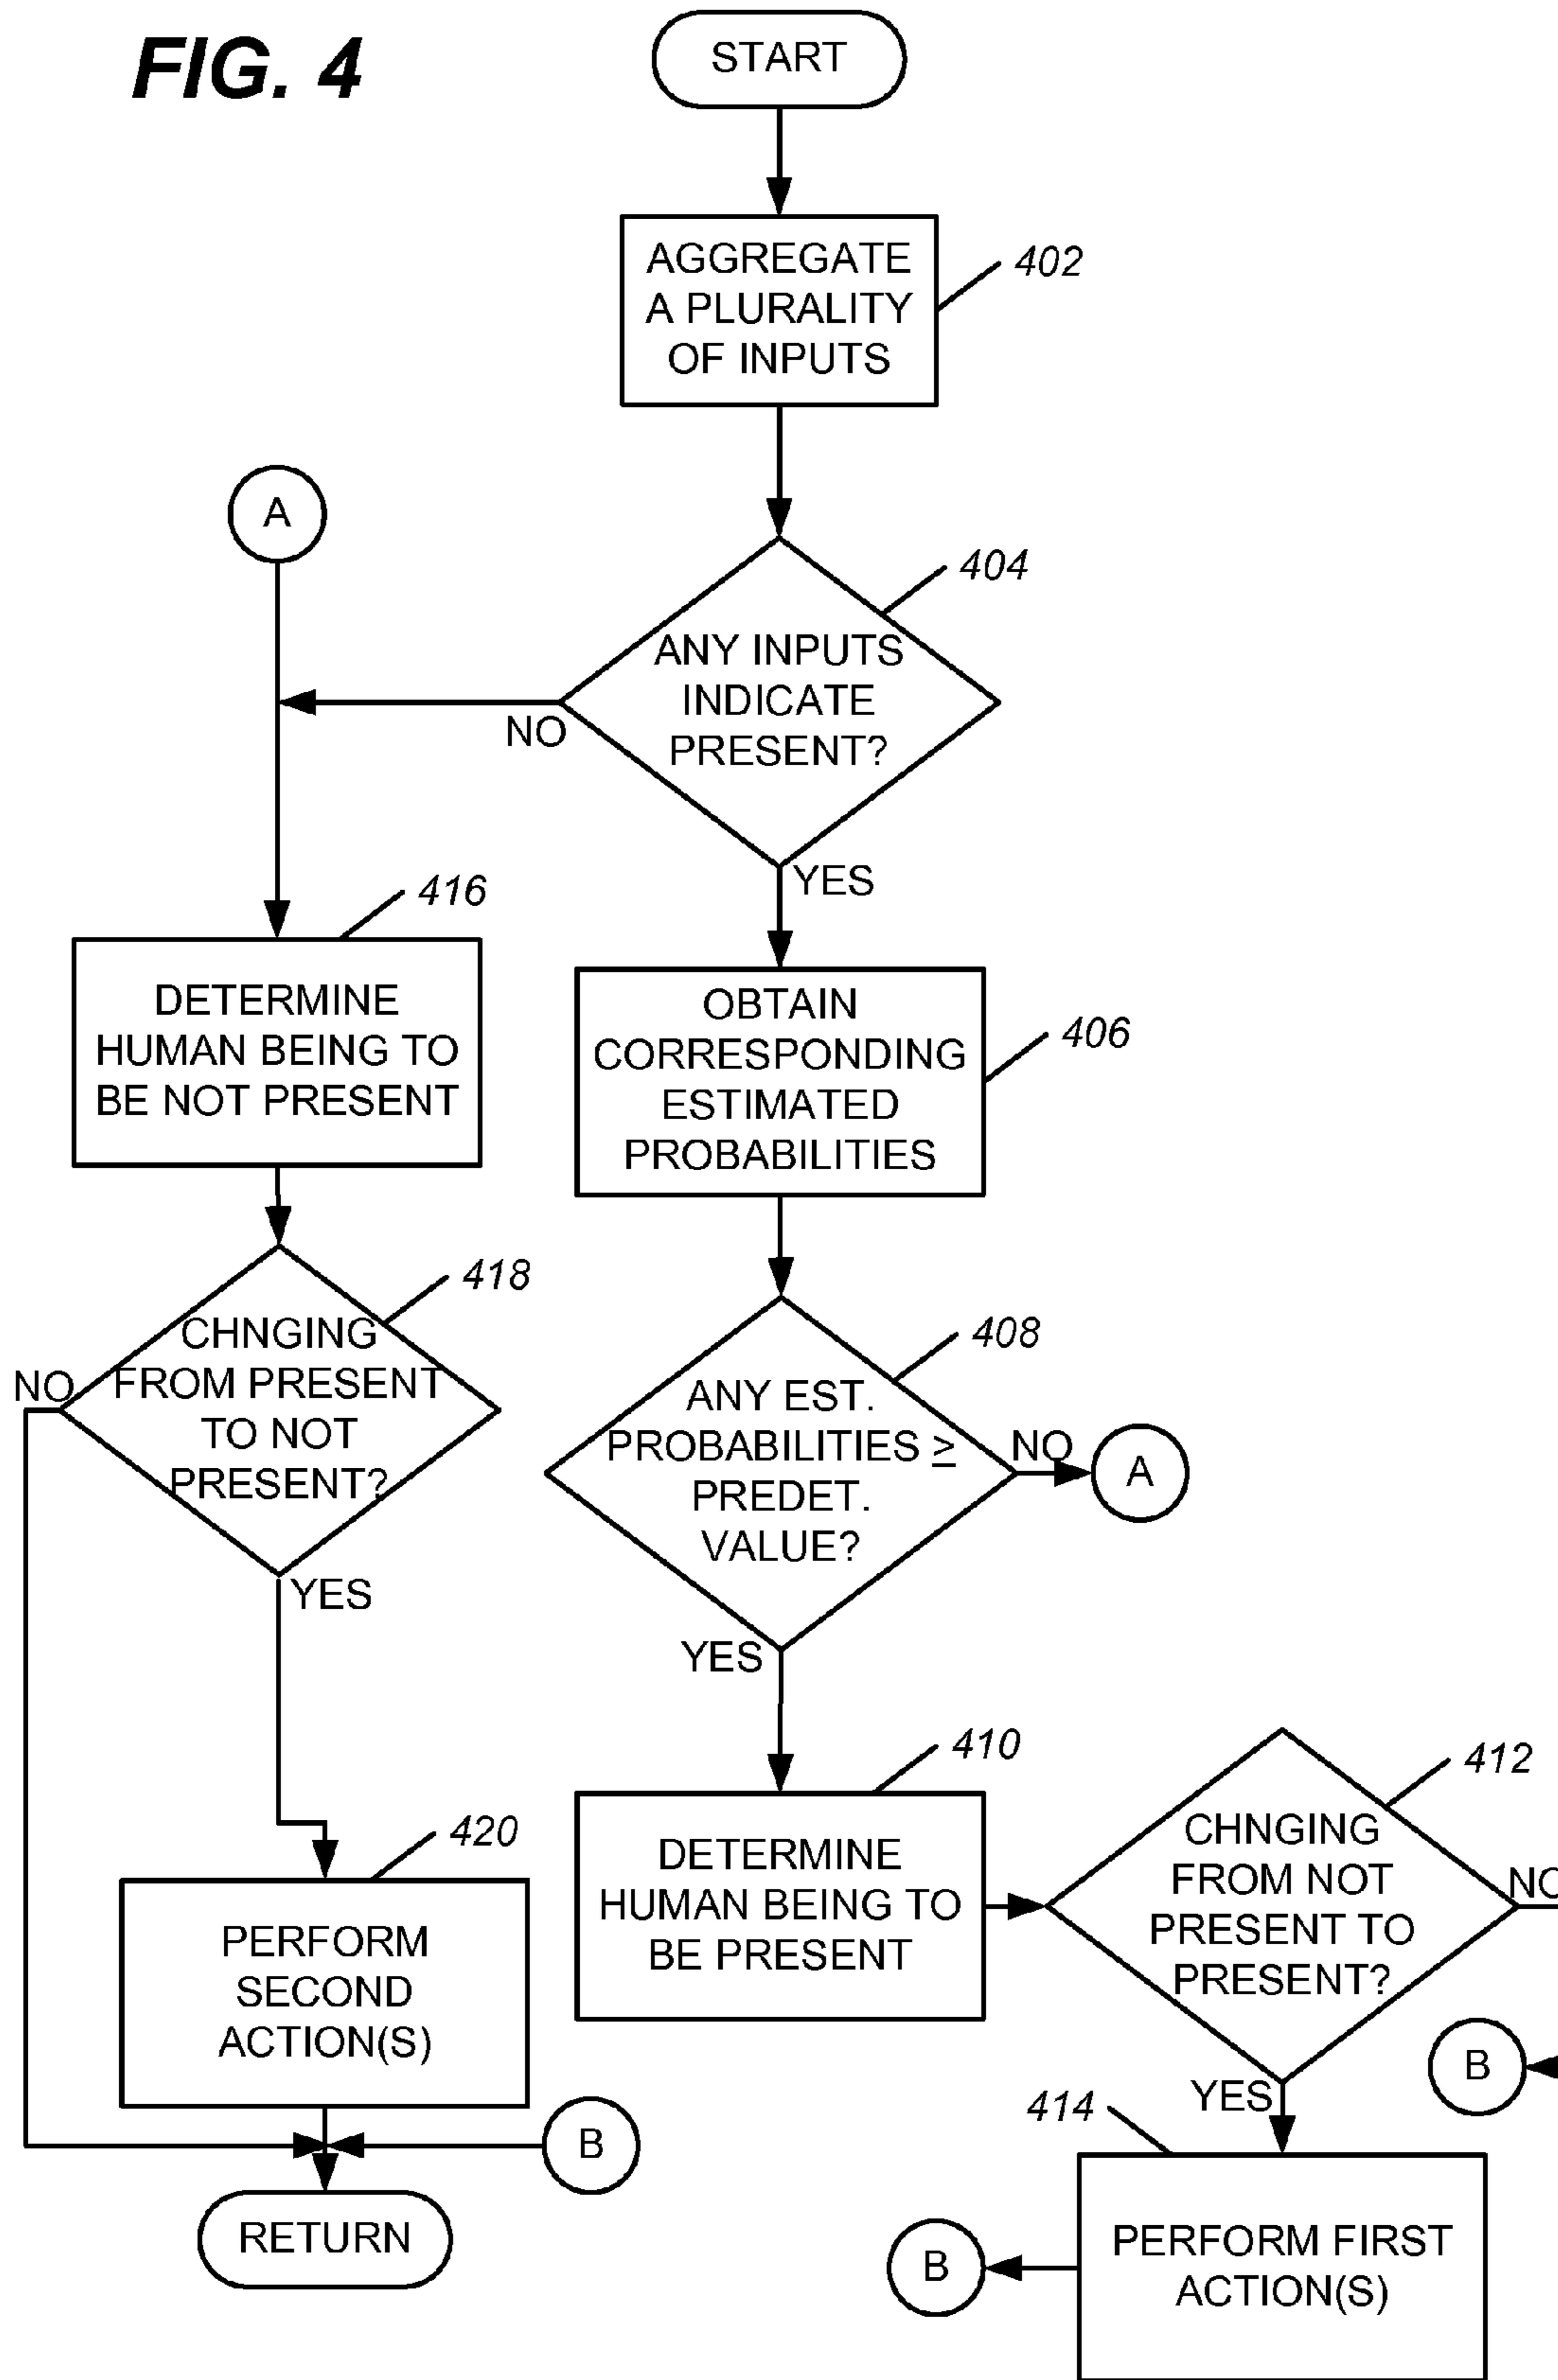 FIG. 4
START
AGGREGATE
A PLURALITY
OF INPUTS
402
A
404
ANY INPUTS
INDICATE
PRESENT?
NO
YES
416
DETERMINE
HUMAN BEING TO
BE NOT PRESENT
OBTAIN
CORRESPONDING
ESTIMATED
PROBABILITIES
406
418
CHNGING
FROM PRESENT
TO NOT
PRESENT?
NO
YES
408
ANY EST.
PROBABILITIES ≥
PREDET.
VALUE?
NO
A
YES
410
DETERMINE
HUMAN BEING TO
BE PRESENT
412
CHNGING
FROM NOT
PRESENT TO
PRESENT?
NO
B
YES
420
PERFORM
SECOND
ACTION(S)
B
RETURN
414
PERFORM FIRST
ACTION(S)
B